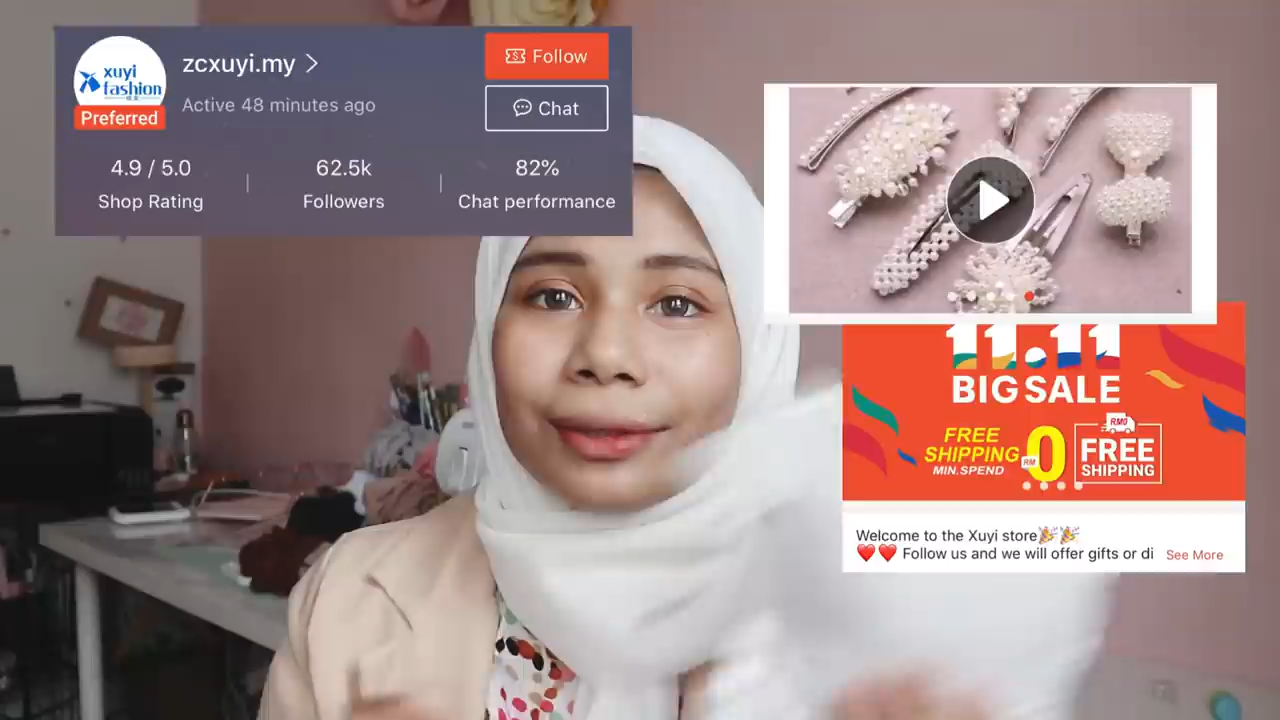 xuyi
fashion
Preferred
zcxuyi.my >
Active 48 minutes ago
Follow
Chat
4.9 / 5.0
Shop Rating
62.5k
Followers
82%
Chat performance
11.11
BIG SALE
FREE
SHIPPING
MIN.SPEND
RM0
RM0
FREE
SHIPPING
Welcome to the Xuyi store🎉🎉
❤️❤️ Follow us and we will offer gifts or di See More